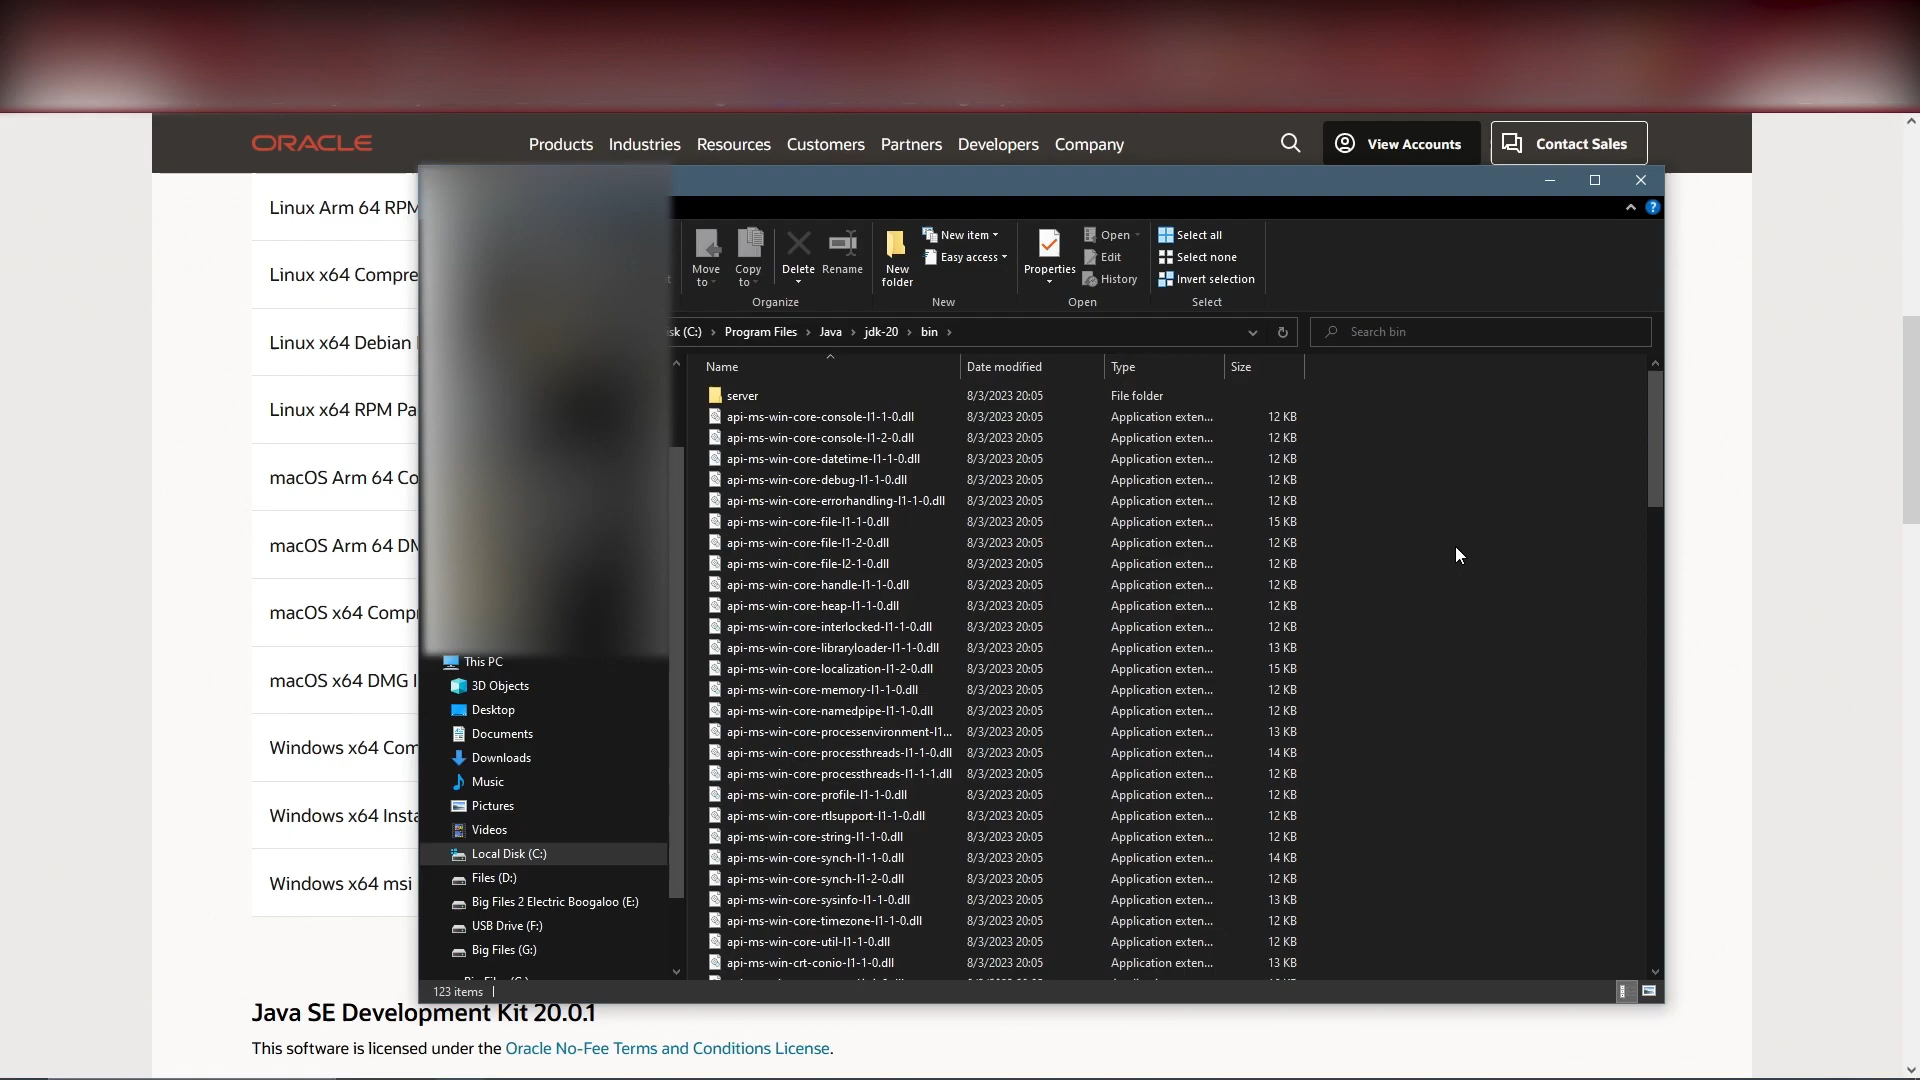 ORACLE
Products Industries Resources Customers Partners Developers Company
View Accounts
Contact Sales
Linux Arm 64 RPM
Linux x64 Compre
Linux x64 Debian
Linux x64 RPM Pa
macOS Arm 64 Co
macOS Arm 64 DM
macOS x64 Compr
macOS x64 DMG I
Windows x64 Com
Windows x64 Insta
Windows x64 msi
?
Move to
Copy to
Delete
Rename
Organize
New folder
New item
Easy access
New
Properties
Open
Edit
History
Open
Select all
Select none
Invert selection
Select
sk (C:) › Program Files › Java › jdk-20 › bin ›
Search bin
This PC
3D Objects
Desktop
Documents
Downloads
Music
Pictures
Videos
Local Disk (C:)
Files (D:)
Big Files 2 Electric Boogaloo (E:)
USB Drive (F:)
Big Files (G:)
Name Date modified Type Size
server 8/3/2023 20:05 File folder
api-ms-win-core-console-l1-1-0.dll 8/3/2023 20:05 Application exten... 12 KB
api-ms-win-core-console-l1-2-0.dll 8/3/2023 20:05 Application exten... 12 KB
api-ms-win-core-datetime-l1-1-0.dll 8/3/2023 20:05 Application exten... 12 KB
api-ms-win-core-debug-l1-1-0.dll 8/3/2023 20:05 Application exten... 12 KB
api-ms-win-core-errorhandling-l1-1-0.dll 8/3/2023 20:05 Application exten... 12 KB
api-ms-win-core-file-l1-1-0.dll 8/3/2023 20:05 Application exten... 15 KB
api-ms-win-core-file-l1-2-0.dll 8/3/2023 20:05 Application exten... 12 KB
api-ms-win-core-file-l2-1-0.dll 8/3/2023 20:05 Application exten... 12 KB
api-ms-win-core-handle-l1-1-0.dll 8/3/2023 20:05 Application exten... 12 KB
api-ms-win-core-heap-l1-1-0.dll 8/3/2023 20:05 Application exten... 12 KB
api-ms-win-core-interlocked-l1-1-0.dll 8/3/2023 20:05 Application exten... 12 KB
api-ms-win-core-libraryloader-l1-1-0.dll 8/3/2023 20:05 Application exten... 13 KB
api-ms-win-core-localization-l1-2-0.dll 8/3/2023 20:05 Application exten... 15 KB
api-ms-win-core-memory-l1-1-0.dll 8/3/2023 20:05 Application exten... 12 KB
api-ms-win-core-namedpipe-l1-1-0.dll 8/3/2023 20:05 Application exten... 12 KB
api-ms-win-core-processenvironment-l1... 8/3/2023 20:05 Application exten... 13 KB
api-ms-win-core-processthreads-l1-1-0.dll 8/3/2023 20:05 Application exten... 14 KB
api-ms-win-core-processthreads-l1-1-1.dll 8/3/2023 20:05 Application exten... 12 KB
api-ms-win-core-profile-l1-1-0.dll 8/3/2023 20:05 Application exten... 12 KB
api-ms-win-core-rtlsupport-l1-1-0.dll 8/3/2023 20:05 Application exten... 12 KB
api-ms-win-core-string-l1-1-0.dll 8/3/2023 20:05 Application exten... 12 KB
api-ms-win-core-synch-l1-1-0.dll 8/3/2023 20:05 Application exten... 14 KB
api-ms-win-core-synch-l1-2-0.dll 8/3/2023 20:05 Application exten... 12 KB
api-ms-win-core-sysinfo-l1-1-0.dll 8/3/2023 20:05 Application exten... 13 KB
api-ms-win-core-timezone-l1-1-0.dll 8/3/2023 20:05 Application exten... 12 KB
api-ms-win-core-util-l1-1-0.dll 8/3/2023 20:05 Application exten... 12 KB
api-ms-win-crt-conio-l1-1-0.dll 8/3/2023 20:05 Application exten... 13 KB
123 items
Java SE Development Kit 20.0.1
This software is licensed under the Oracle No-Fee Terms and Conditions License.